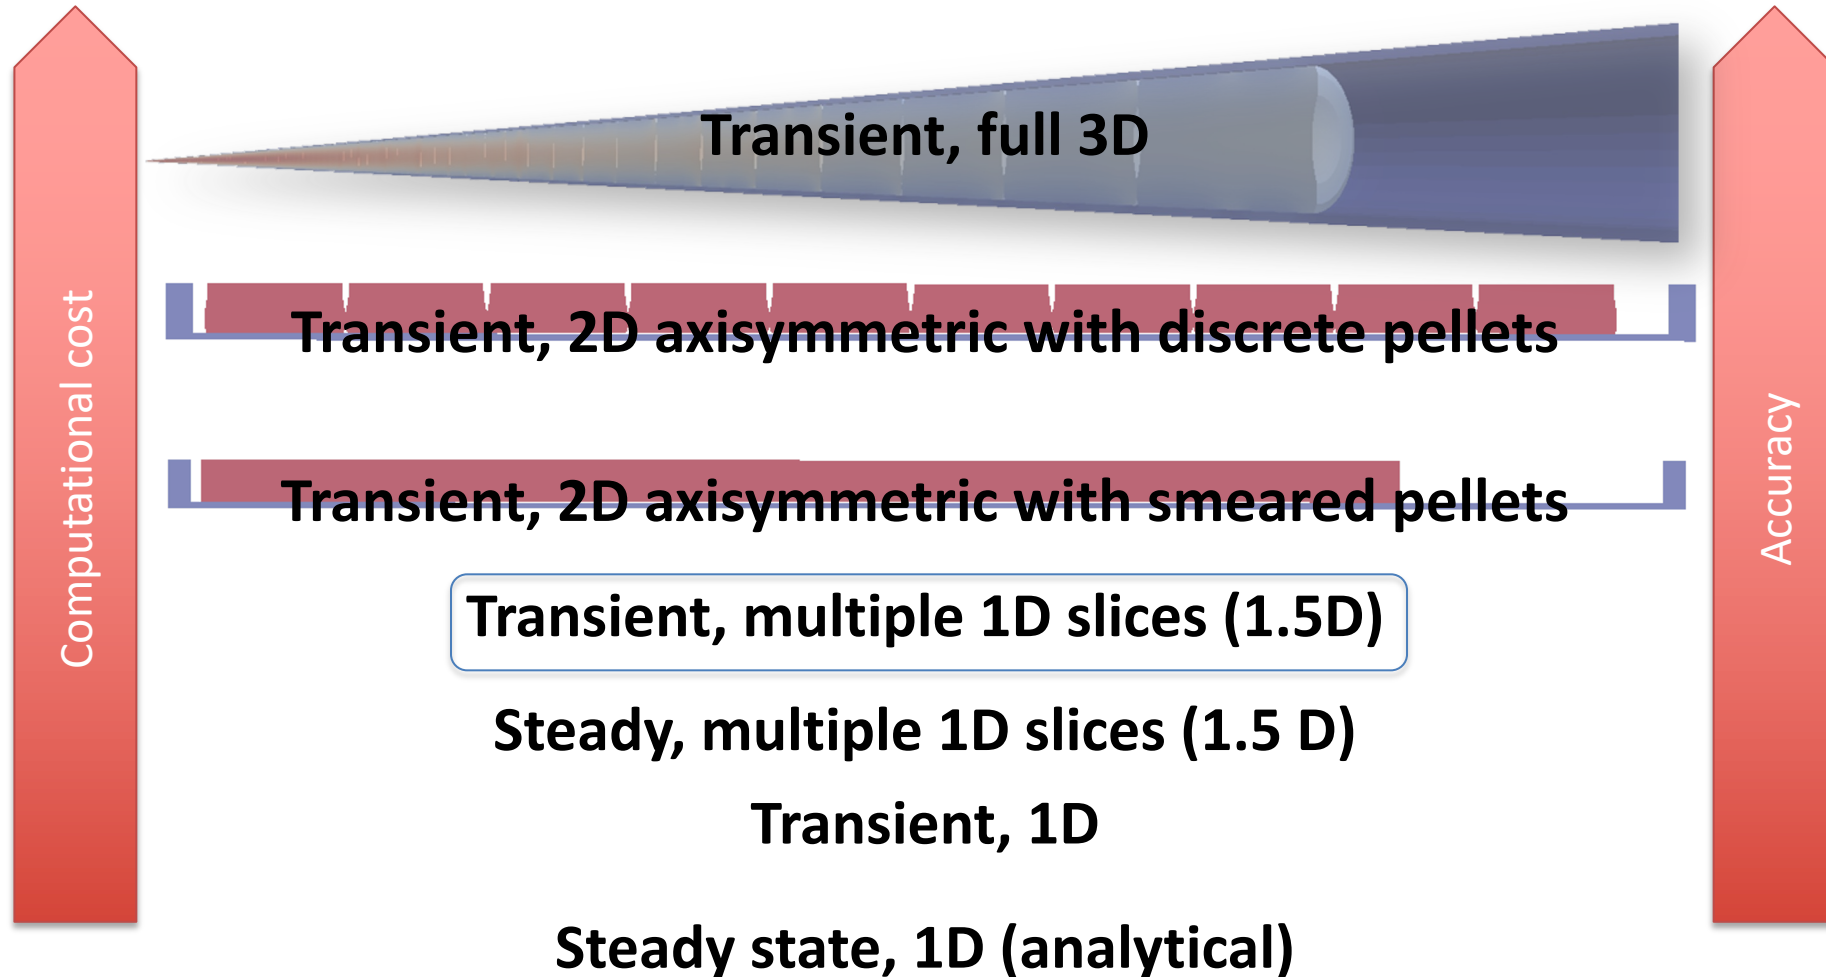 Computational cost
Transient, full 3D
Transient, 2D axisymmetric with discrete pellets
Transient, 2D axisymmetric with smeared pellets
Transient, multiple 1D slices (1.5D)
Steady, multiple 1D slices (1.5 D)
Transient, 1D
Steady state, 1D (analytical)
Accuracy